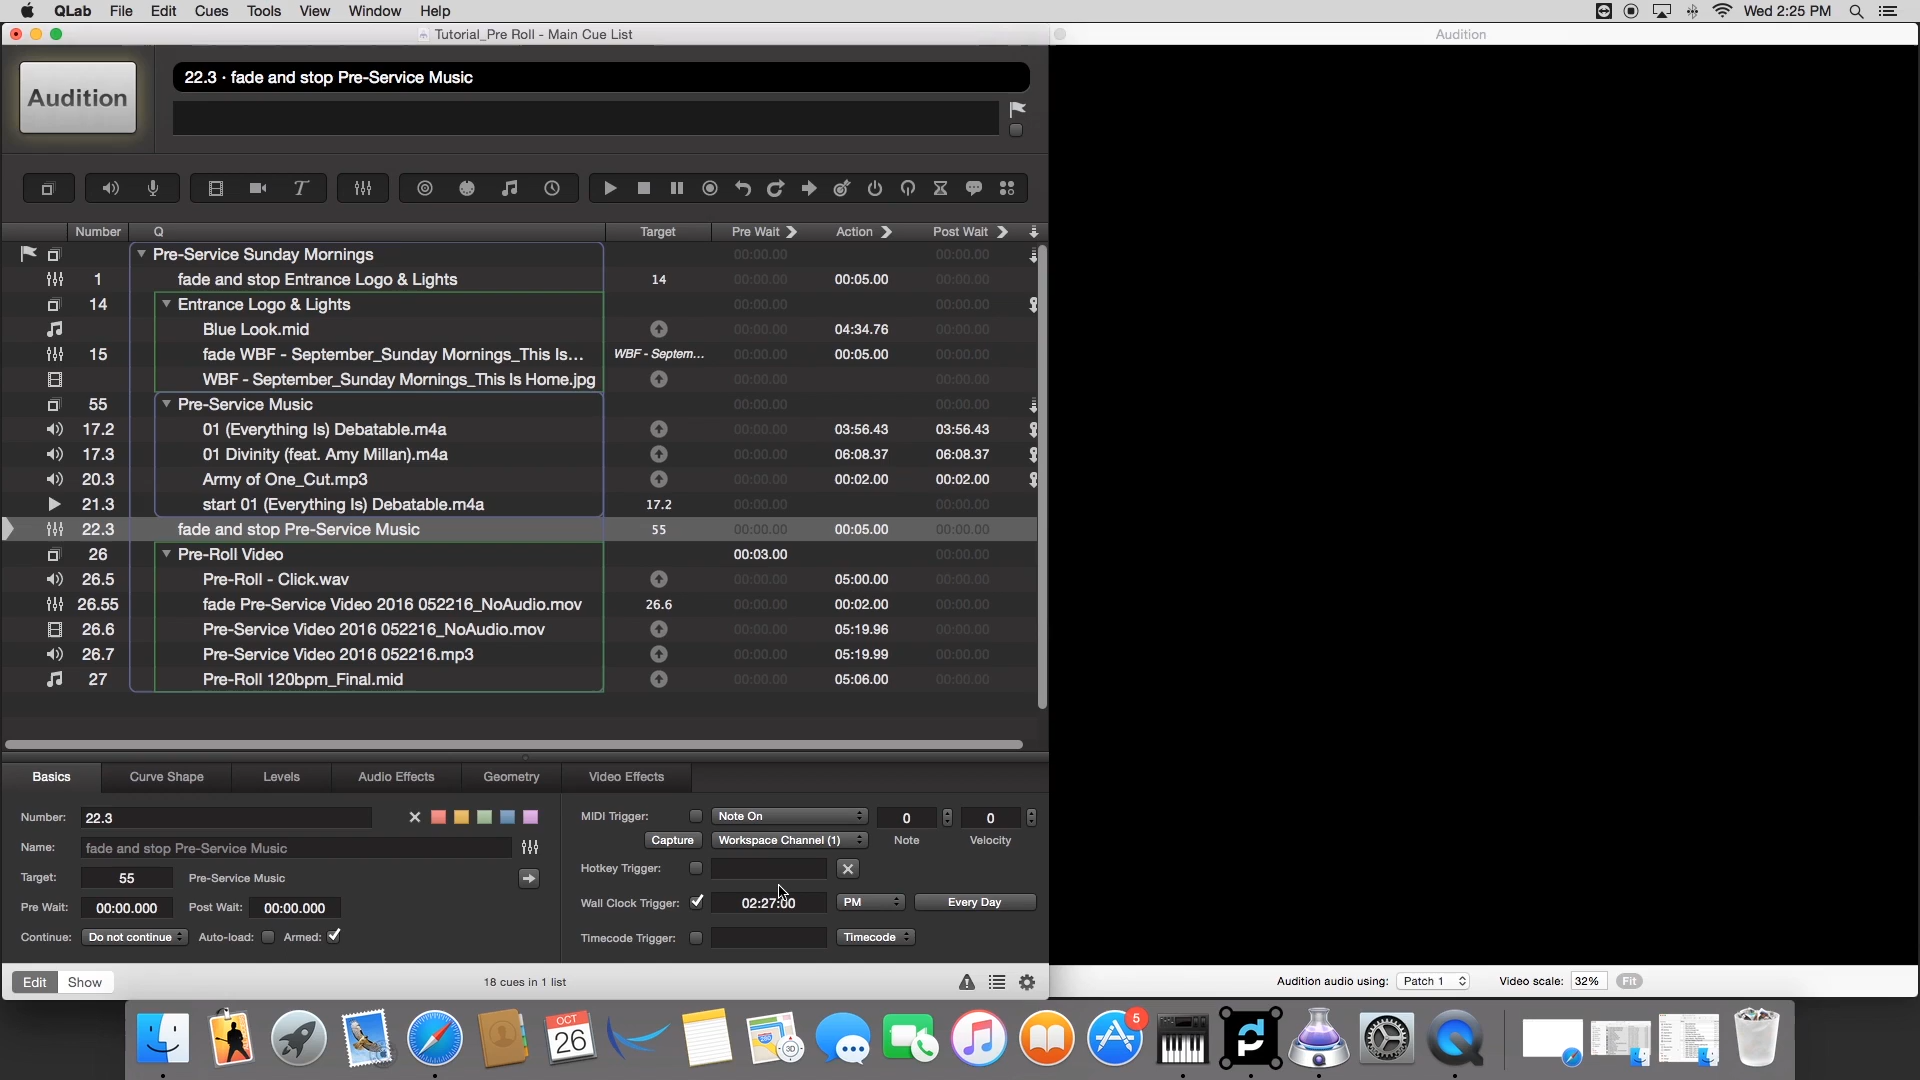 QLab File Edit Cues Tools View Window Help Wed 2:25 PM
Tutorial_Pre Roll - Main Cue List
Audition
Audition
22.3 · fade and stop Pre-Service Music
Number Q Target Pre Wait Action Post Wait
Pre-Service Sunday Mornings 00:00.00 00:00.00
1 fade and stop Entrance Logo & Lights 14 00:00.00 00:05.00 00:00.00
14 Entrance Logo & Lights 00:00.00 00:00.00
Blue Look.mid 00:00.00 04:34.76 00:00.00
15 fade WBF - September_Sunday Mornings_This Is... WBF - Septem... 00:00.00 00:05.00 00:00.00
WBF - September_Sunday Mornings_This Is Home.jpg 00:00.00 00:00.00
55 Pre-Service Music 00:00.00 00:00.00
17.2 01 (Everything Is) Debatable.m4a 00:00.00 03:56.43 03:56.43
17.3 01 Divinity (feat. Amy Millan).m4a 00:00.00 06:08.37 06:08.37
20.3 Army of One_Cut.mp3 00:00.00 00:02.00 00:02.00
21.3 start 01 (Everything Is) Debatable.m4a 17.2 00:00.00 00:00.00
22.3 fade and stop Pre-Service Music 55 00:00.00 00:05.00 00:00.00
26 Pre-Roll Video 00:03.00 00:00.00
26.5 Pre-Roll - Click.wav 00:00.00 05:00.00 00:00.00
26.55 fade Pre-Service Video 2016 052216_NoAudio.mov 26.6 00:00.00 00:02.00 00:00.00
26.6 Pre-Service Video 2016 052216_NoAudio.mov 00:00.00 05:19.96 00:00.00
26.7 Pre-Service Video 2016 052216.mp3 00:00.00 05:19.99 00:00.00
27 Pre-Roll 120bpm_Final.mid 00:00.00 05:06.00 00:00.00
Basics Curve Shape Levels Audio Effects Geometry Video Effects
Number: 22.3
Name: fade and stop Pre-Service Music
Target: 55 Pre-Service Music
Pre Wait: 00:00.000 Post Wait: 00:00.000
Continue: Do not continue Auto-load: Armed:
MIDI Trigger: Note On 0 0
Capture Workspace Channel (1) Note Velocity
Hotkey Trigger:
Wall Clock Trigger: 02:27:00 PM Every Day
Timecode Trigger: Timecode
Edit Show 18 cues in 1 list
Audition audio using: Patch 1 Video scale: 32% Fit
OCT
26
280
3D
5